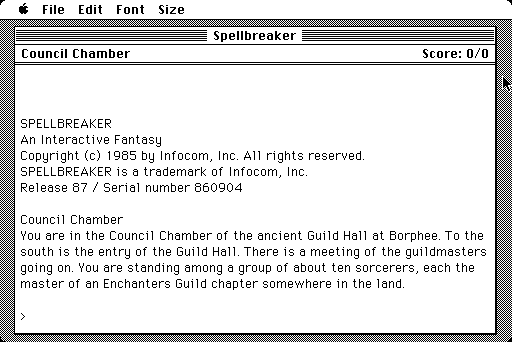 File Edit Font Size
Spellbreaker
Council Chamber Score: 0/0
SPELLBREAKER
An Interactive Fantasy
Copyright (c) 1985 by Infocom, Inc. All rights reserved.
SPELLBREAKER is a trademark of Infocom, Inc.
Release 87 / Serial number 860904
Council Chamber
You are in the Council Chamber of the ancient Guild Hall at Borphee. To the
south is the entry of the Guild Hall. There is a meeting of the guildmasters
going on. You are standing among a group of about ten sorcerers, each the
master of an Enchanters Guild chapter somewhere in the land.
>